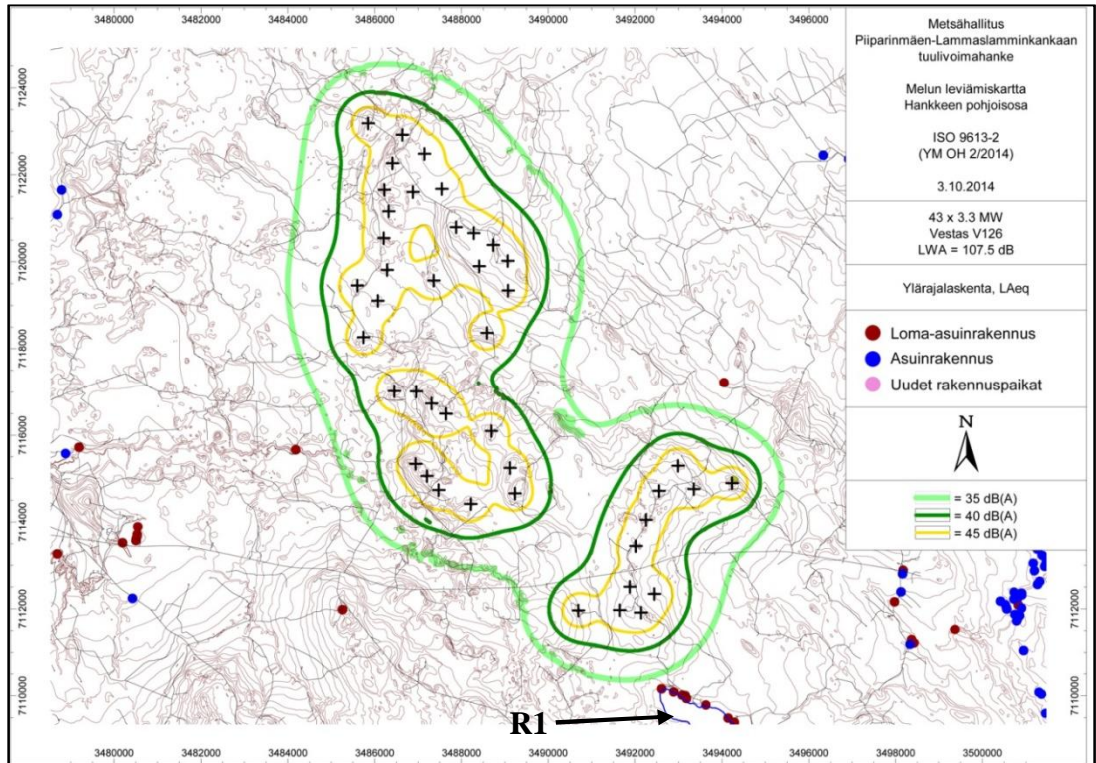 3480000 3482000 3484000 3486000 3488000 3490000 3492000 3494000 3496000
7124000
7122000
7120000
7118000
7116000
7114000
7112000
7110000
Metsähallitus
Piiparinmäen-Lammaslamminkankaan
tuulivoimahanke
Melun leviämiskartta
Hankkeen pohjoisosa
ISO 9613-2
(YM OH 2/2014)
3.10.2014
43 x 3.3 MW
Vestas V126
LWA = 107.5 dB
Ylärajalaskenta, LAeq
Loma-asuinrakennus
Asuinrakennus
Uudet rakennuspaikat
N
= 35 dB(A)
= 40 dB(A)
= 45 dB(A)
7112000
7110000
R1
3480000 3482000 3484000 3486000 3488000 3490000 3492000 3494000 3496000 3498000 3500000